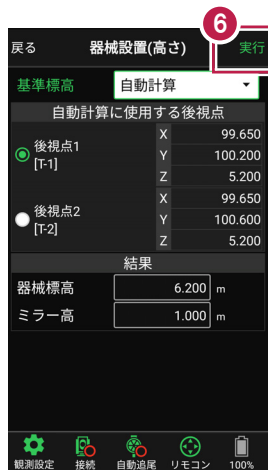 6
戻る 器械設置(高さ) 実行
基準標高 自動計算
自動計算に使用する後視点
後視点1 [T-1] X 99.650
Y 100.200
Z 5.200
後視点2 [T-2] X 99.650
Y 100.600
Z 5.200
結果
器械標高 6.200 m
ミラー高 1.000 m
観測設定 接続 自動追尾 リモコン 100%